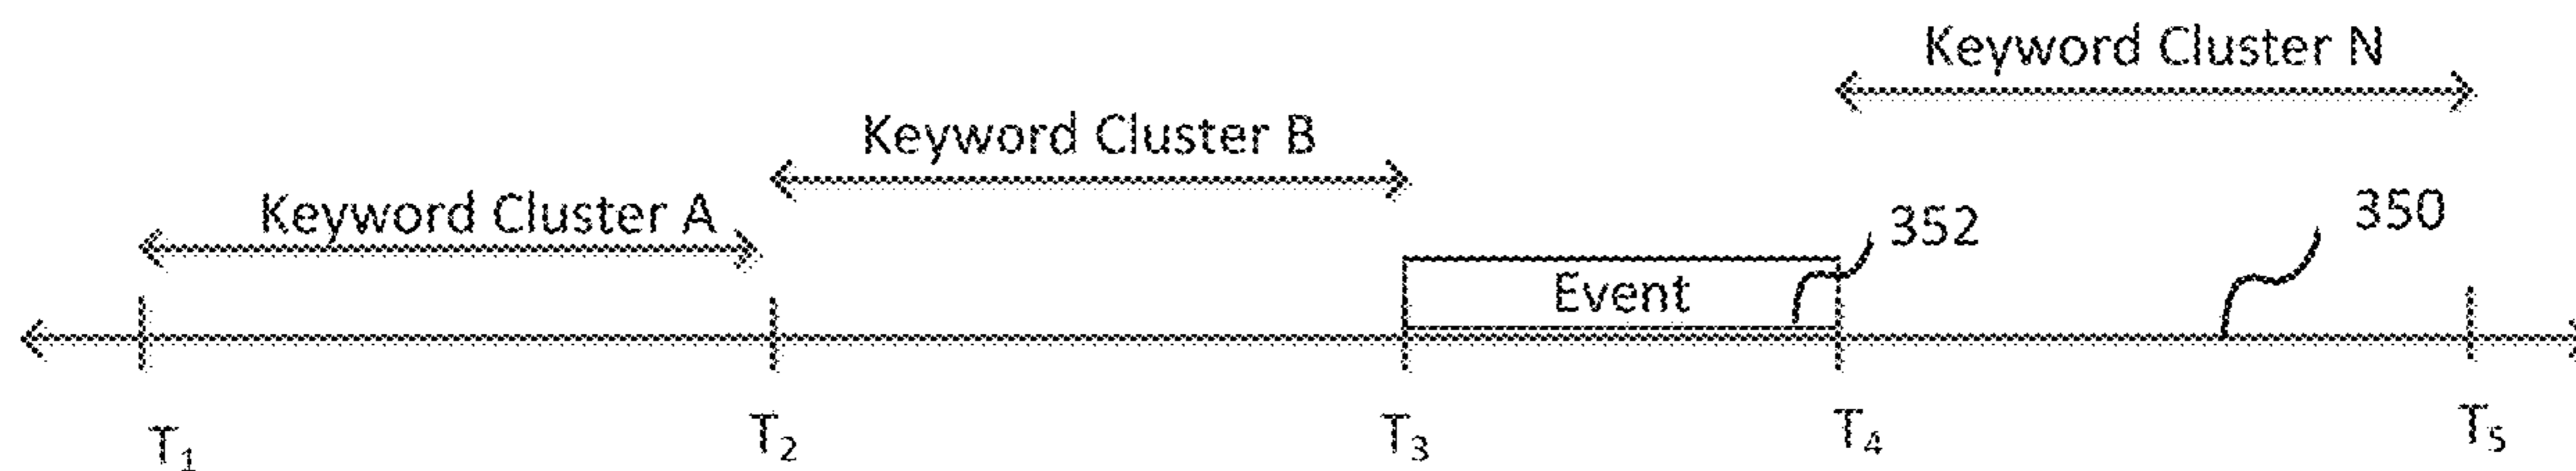 Keyword Cluster N
Keyword Cluster B
Keyword Cluster A
352
350
Event
T₁
T₂
T₃
T₄
T₅